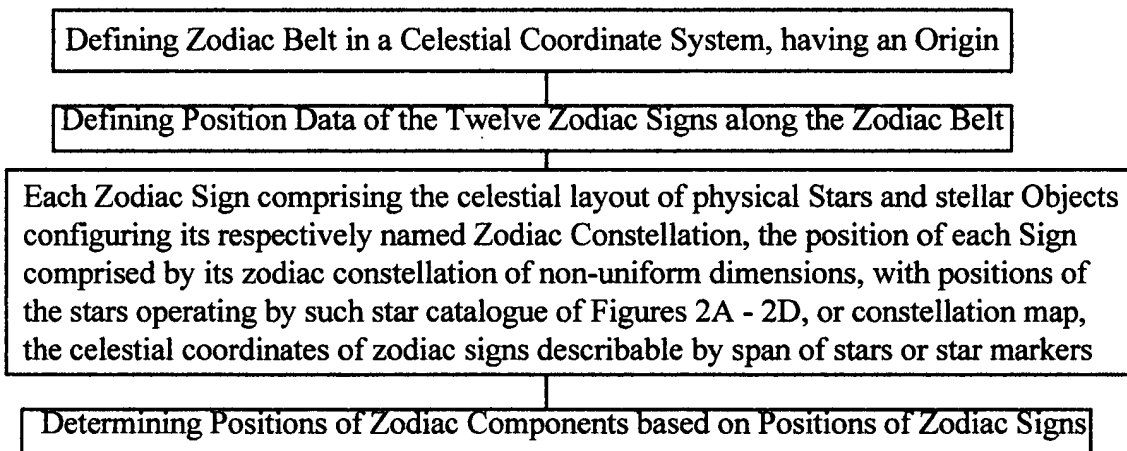 Defining Zodiac Belt in a Celestial Coordinate System, having an Origin
Defining Position Data of the Twelve Zodiac Signs along the Zodiac Belt
Each Zodiac Sign comprising the celestial layout of physical Stars and stellar Objects
configuring its respectively named Zodiac Constellation, the position of each Sign
comprised by its zodiac constellation of non-uniform dimensions, with positions of
the stars operating by such star catalogue of Figures 2A - 2D, or constellation map,
the celestial coordinates of zodiac signs describable by span of stars or star markers
Determining Positions of Zodiac Components based on Positions of Zodiac Signs